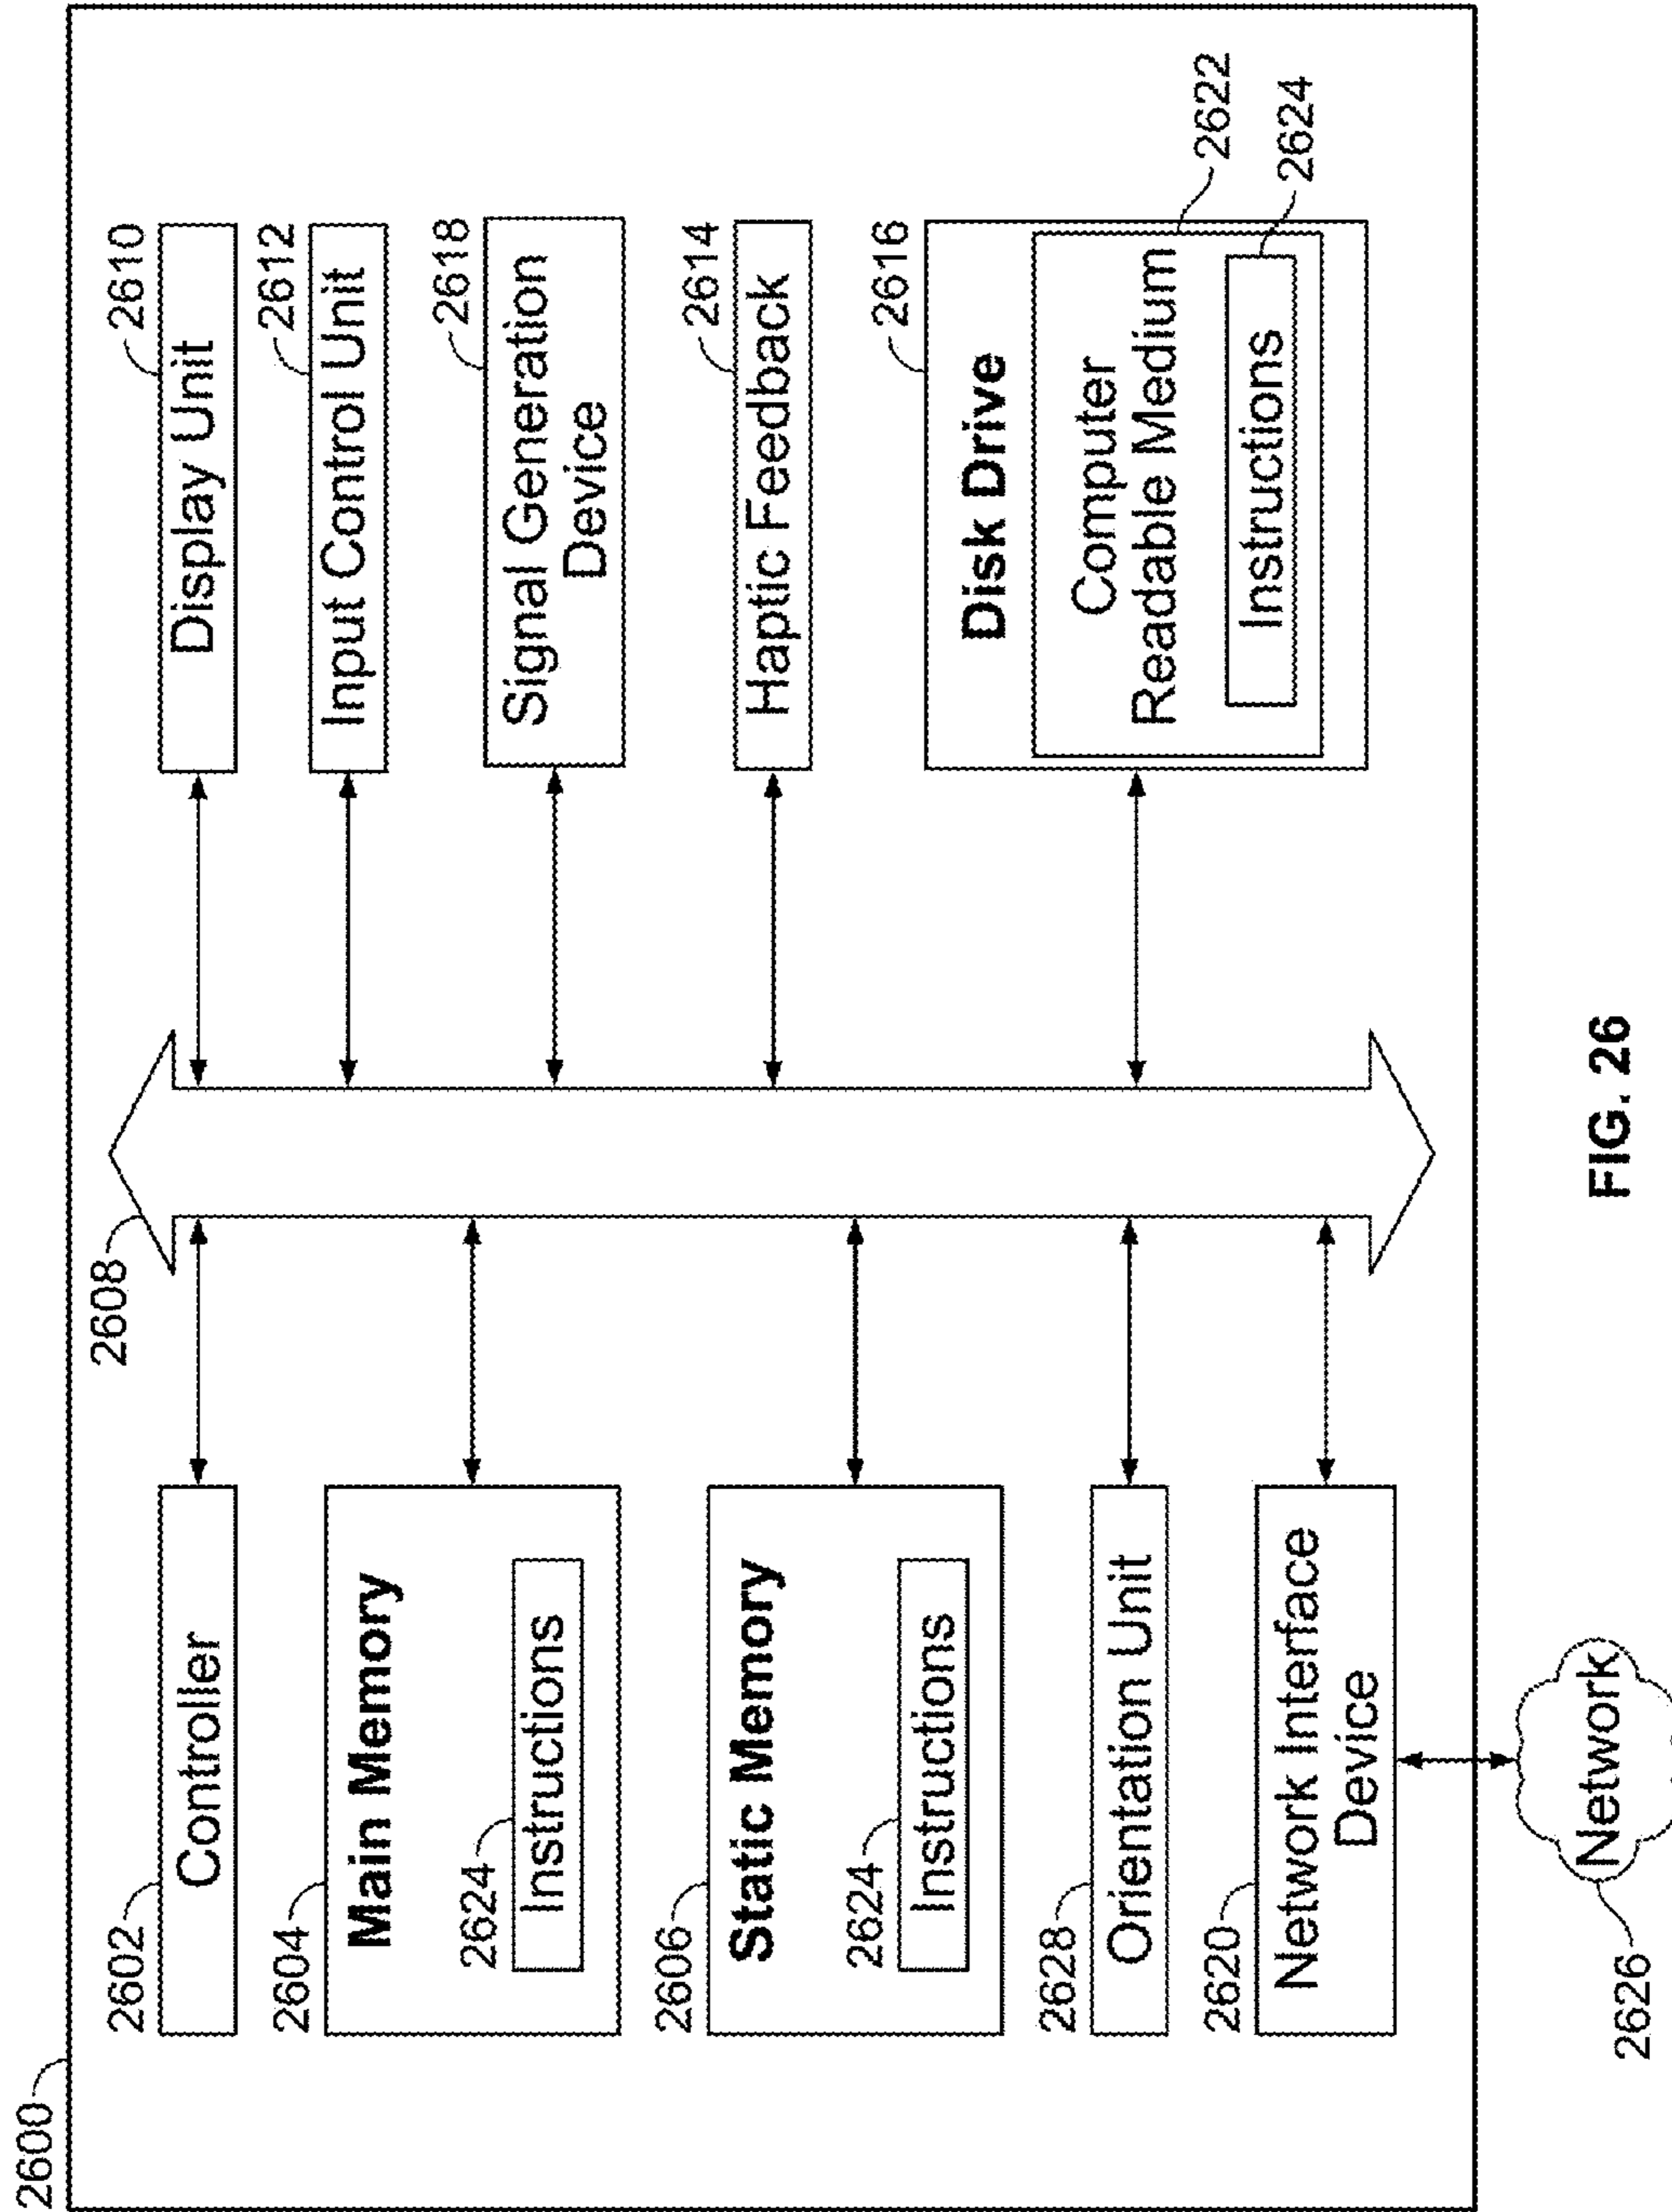 2600
2602
Controller
2604
Main Memory
2624
Instructions
2606
Static Memory
2624
Instructions
2628
Orientation Unit
2620
Network Interface
Device
2626
Network
2608
2610
Display Unit
2612
Input Control Unit
2618
Signal Generation
Device
2614
Haptic Feedback
2616
Disk Drive
Computer
Readable Medium
2622
Instructions
2624
FIG. 26